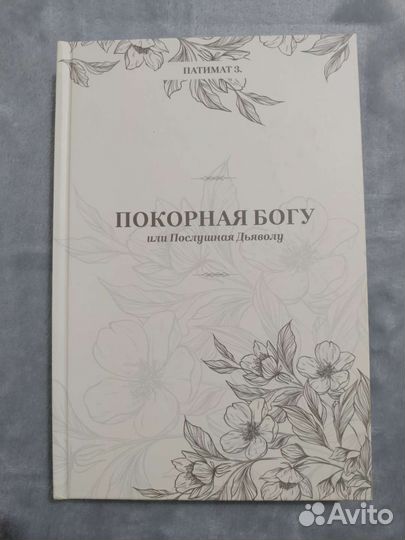 ПАТИМАТ З.
ПОКОРНАЯ БОГУ
или Послушная Дьяволу
Avito